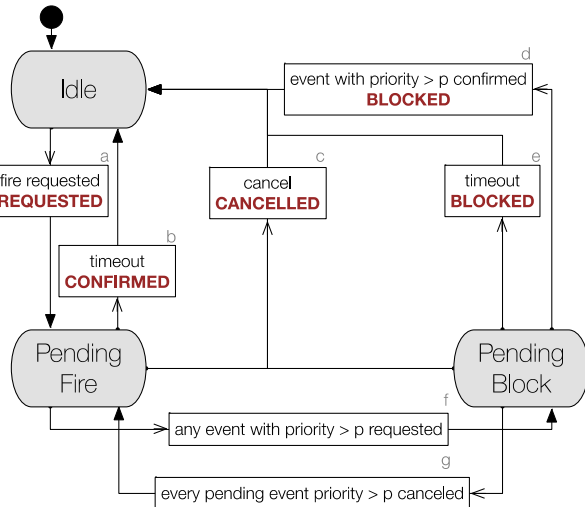 d
event with priority > p confirmed
BLOCKED
Idle
a
fire requested
REQUESTED
c
cancel
CANCELLED
e
timeout
BLOCKED
b
timeout
CONFIRMED
Pending
Fire
Pending
Block
f
any event with priority > p requested
g
every pending event priority > p canceled